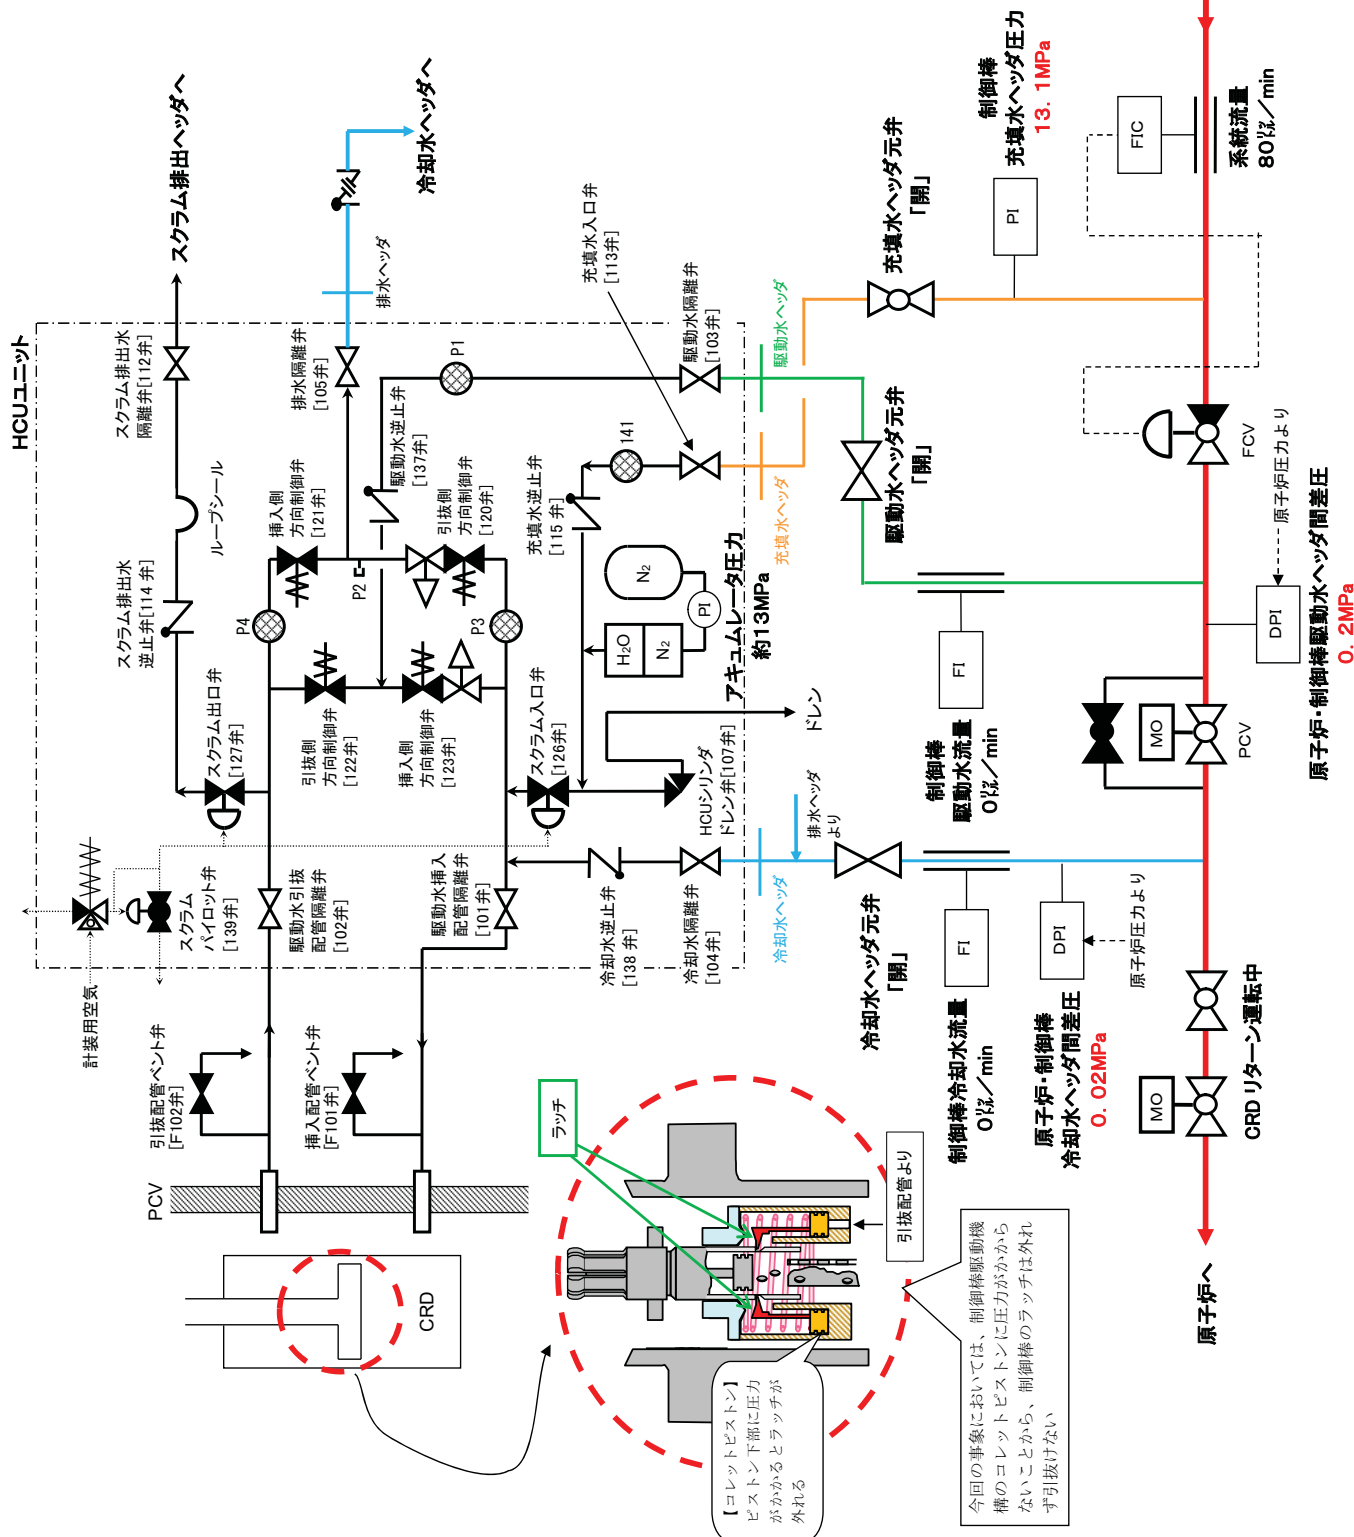 HCUユニット
スクラム排出水
隔離弁[112弁]
スクラム排出ヘッダへ
ループシール
スクラム排出水
逆止弁[114 弁]
スクラム出口弁
[127弁]
計装用空気
スクラム
パイロット弁
[139弁]
挿入側
方向制御弁
[121弁]
排水隔離弁
[105弁]
排水ヘッダ
冷却水ヘッダへ
P4
P2
P1
P3
駆動水逆止弁
[137弁]
引抜側
方向制御弁
[120弁]
引抜側
方向制御弁
[122弁]
挿入側
方向制御弁
[123弁]
充填水逆止弁
[115 弁]
141
充填水入口弁
[113弁]
駆動水隔離弁
[103弁]
スクラム入口弁
[126弁]
H₂O
N₂
N₂
PI
アキュムレータ圧力
約13MPa
HCUシリンダ
ドレン弁[107弁]
ドレン
駆動水引抜
配管隔離弁
[102弁]
駆動水挿入
配管隔離弁
[101弁]
冷却水逆止弁
[138 弁]
冷却水隔離弁
[104弁]
引抜配管ベント弁
[F102弁]
挿入配管ベント弁
[F101弁]
PCV
CRD
駆動水ヘッダ
充填水ヘッダ
冷却水ヘッダ
排水ヘッダ
より
充填水ヘッダ元弁
「開」
駆動水ヘッダ元弁
「開」
冷却水ヘッダ元弁
「開」
制御棒
充填水ヘッダ圧力
13. 1MPa
PI
FIC
系統流量
80㍑/min
FCV
原子炉圧力より
DPI
原子炉・制御棒駆動水ヘッダ間差圧
0. 2MPa
FI
制御棒
駆動水流量
0㍑/min
MO
PCV
FI
制御棒冷却水流量
0㍑/min
DPI
原子炉圧力より
原子炉・制御棒
冷却水ヘッダ間差圧
0. 02MPa
MO
CRD リターン運転中
原子炉へ
ラッチ
引抜配管より
【コレットピストン】
ピストン下部に圧力
がかかるとラッチが
外れる
今回の事象においては、制御棒駆動機
構のコレットピストンに圧力がかから
ないことから、制御棒のラッチは外れ
ず引抜けない